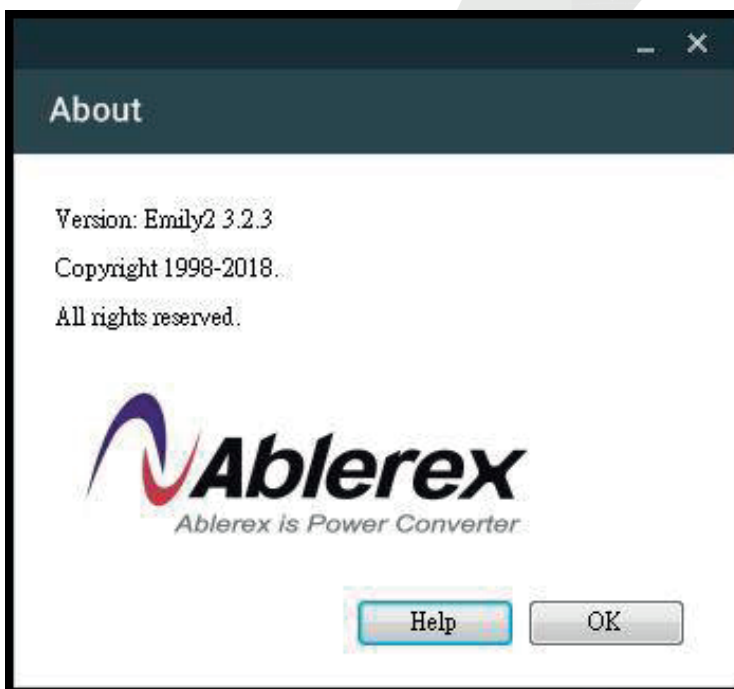 About
Version: Emily2 3.2.3
Copyright 1998-2018.
All rights reserved.
Ablerex
Ablerex is Power Converter
Help OK